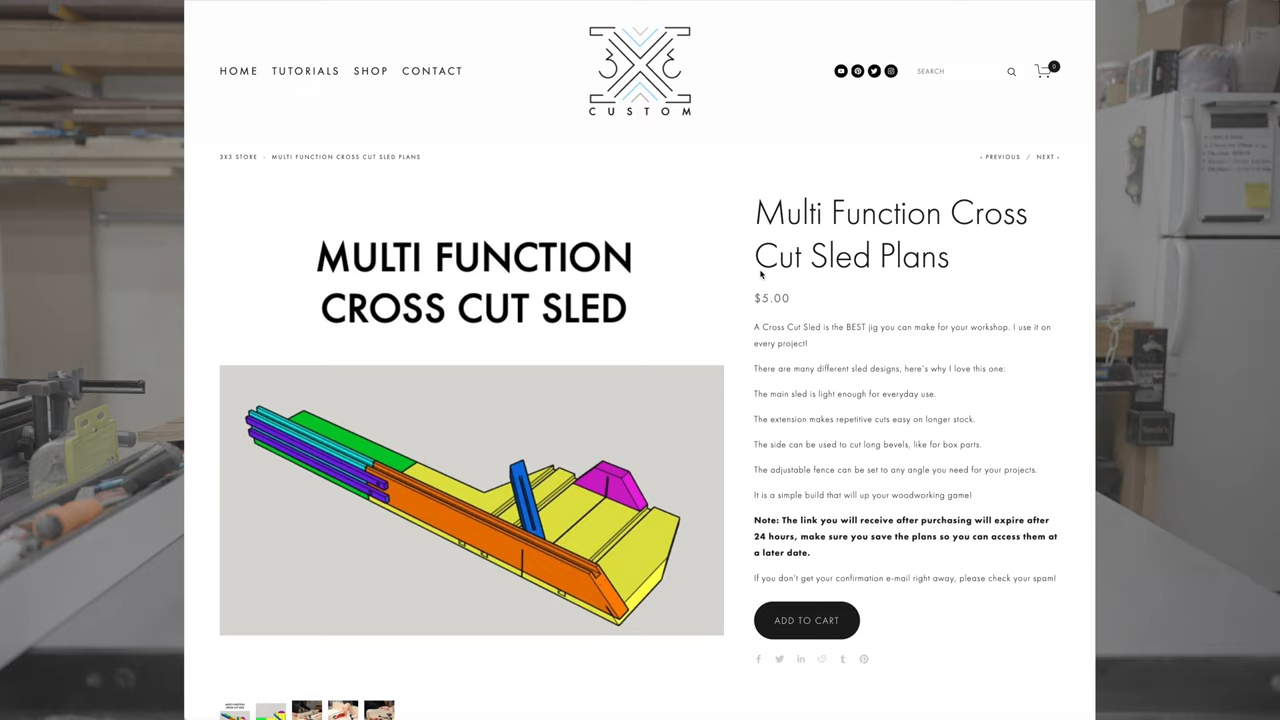 HOME TUTORIALS SHOP CONTACT
3X3
CUSTOM
SEARCH
0
3X3 STORE › MULTI FUNCTION CROSS CUT SLED PLANS
‹ PREVIOUS / NEXT ›
MULTI FUNCTION
CROSS CUT SLED
Multi Function Cross
Cut Sled Plans
$5.00
A Cross Cut Sled is the BEST jig you can make for your workshop. I use it on
every project!
There are many different sled designs, here's why I love this one:
The main sled is light enough for everyday use.
The extension makes repetitive cuts easy on longer stock.
The side can be used to cut long bevels, like for box parts.
The adjustable fence can be set to any angle you need for your projects.
It is a simple build that will up your woodworking game!
Note: The link you will receive after purchasing will expire after
24 hours, make sure you save the plans so you can access them at
a later date.
If you don't get your confirmation e-mail right away, please check your spam!
ADD TO CART